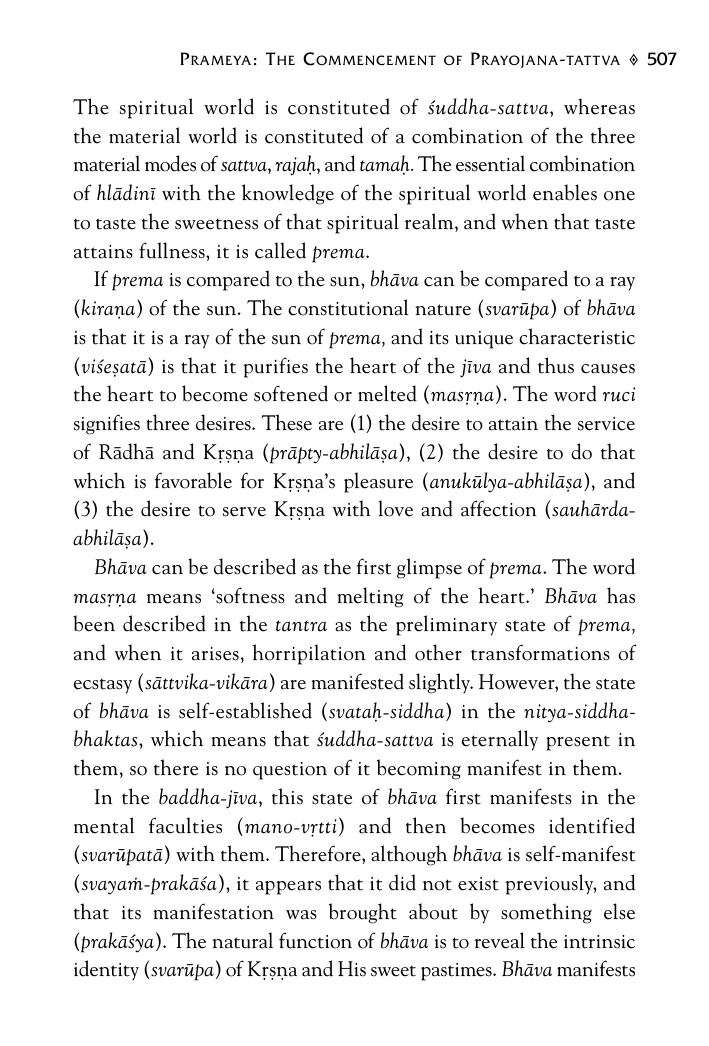 PRAMEYA: THE COMMENCEMENT OF PRAYOJANA-TATTVA ◊ 507
The spiritual world is constituted of śuddha-sattva, whereas
the material world is constituted of a combination of the three
material modes of sattva, rajaḥ, and tamaḥ. The essential combination
of hlādinī with the knowledge of the spiritual world enables one
to taste the sweetness of that spiritual realm, and when that taste
attains fullness, it is called prema.
If prema is compared to the sun, bhāva can be compared to a ray
(kiraṇa) of the sun. The constitutional nature (svarūpa) of bhāva
is that it is a ray of the sun of prema, and its unique characteristic
(viśeṣatā) is that it purifies the heart of the jīva and thus causes
the heart to become softened or melted (masṛṇa). The word ruci
signifies three desires. These are (1) the desire to attain the service
of Rādhā and Kṛṣṇa (prāpty-abhilāṣa), (2) the desire to do that
which is favorable for Kṛṣṇa’s pleasure (anukūlya-abhilāṣa), and
(3) the desire to serve Kṛṣṇa with love and affection (sauhārda-
abhilāṣa).
Bhāva can be described as the first glimpse of prema. The word
masṛṇa means ‘softness and melting of the heart.’ Bhāva has
been described in the tantra as the preliminary state of prema,
and when it arises, horripilation and other transformations of
ecstasy (sāttvika-vikāra) are manifested slightly. However, the state
of bhāva is self-established (svataḥ-siddha) in the nitya-siddha-
bhaktas, which means that śuddha-sattva is eternally present in
them, so there is no question of it becoming manifest in them.
In the baddha-jīva, this state of bhāva first manifests in the
mental faculties (mano-vṛtti) and then becomes identified
(svarūpatā) with them. Therefore, although bhāva is self-manifest
(svayaṁ-prakāśa), it appears that it did not exist previously, and
that its manifestation was brought about by something else
(prakāśya). The natural function of bhāva is to reveal the intrinsic
identity (svarūpa) of Kṛṣṇa and His sweet pastimes. Bhāva manifests